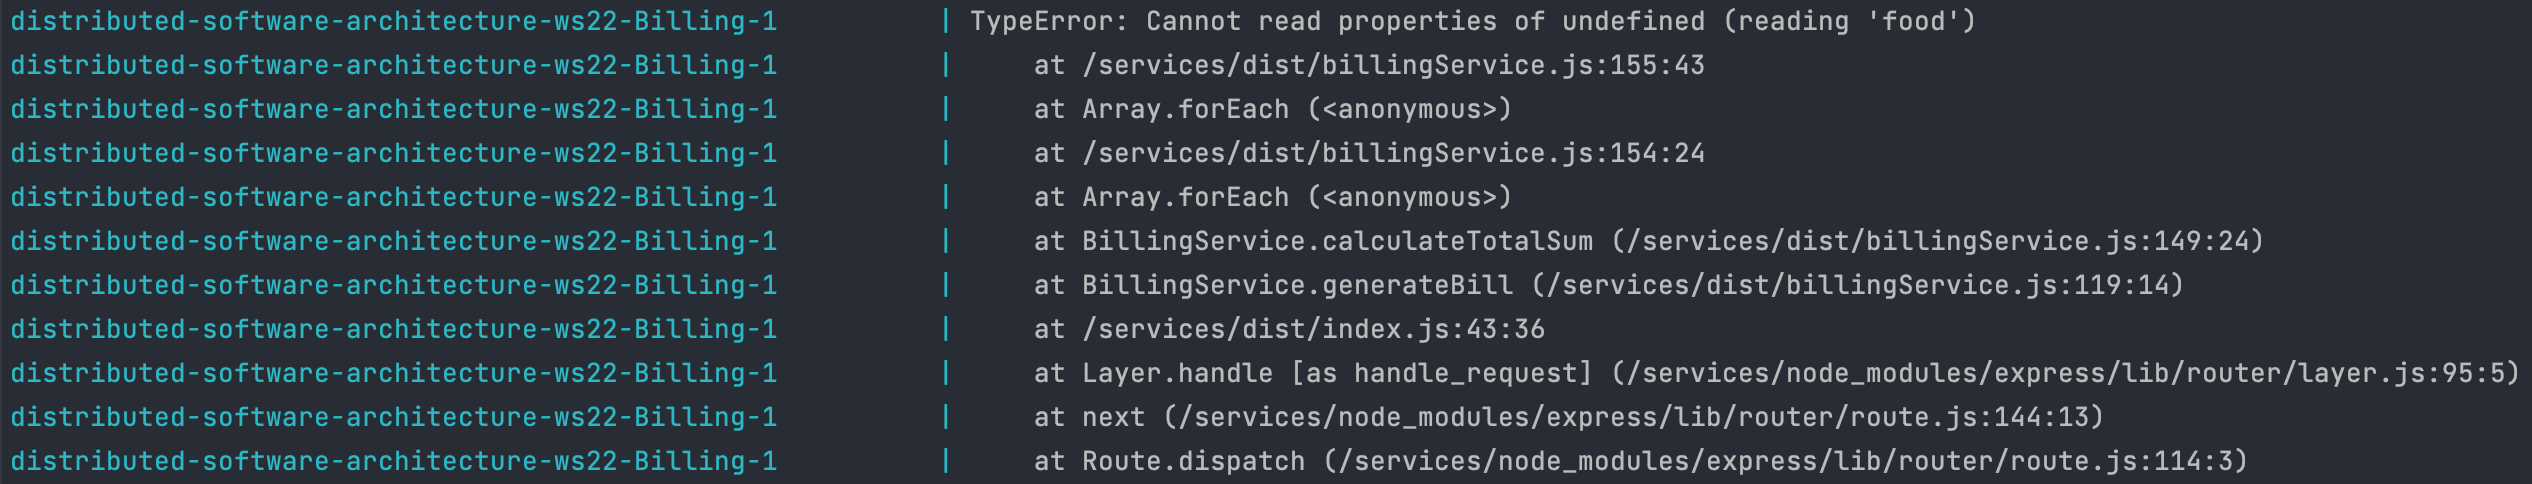 distributed-software-architecture-ws22-Billing-1 | TypeError: Cannot read properties of undefined (reading 'food')
distributed-software-architecture-ws22-Billing-1 | at /services/dist/billingService.js:155:43
distributed-software-architecture-ws22-Billing-1 | at Array.forEach (<anonymous>)
distributed-software-architecture-ws22-Billing-1 | at /services/dist/billingService.js:154:24
distributed-software-architecture-ws22-Billing-1 | at Array.forEach (<anonymous>)
distributed-software-architecture-ws22-Billing-1 | at BillingService.calculateTotalSum (/services/dist/billingService.js:149:24)
distributed-software-architecture-ws22-Billing-1 | at BillingService.generateBill (/services/dist/billingService.js:119:14)
distributed-software-architecture-ws22-Billing-1 | at /services/dist/index.js:43:36
distributed-software-architecture-ws22-Billing-1 | at Layer.handle [as handle_request] (/services/node_modules/express/lib/router/layer.js:95:5)
distributed-software-architecture-ws22-Billing-1 | at next (/services/node_modules/express/lib/router/route.js:144:13)
distributed-software-architecture-ws22-Billing-1 | at Route.dispatch (/services/node_modules/express/lib/router/route.js:114:3)